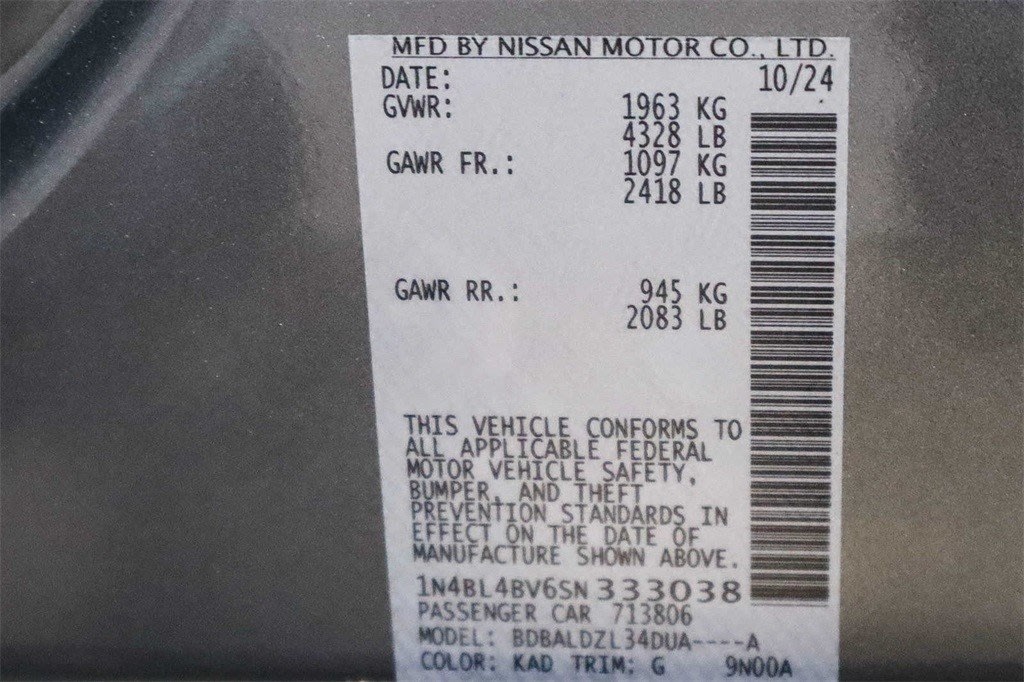 MFD BY NISSAN MOTOR CO., LTD.
DATE: 10/24
GVWR: 1963 KG
4328 LB
GAWR FR.: 1097 KG
2418 LB
GAWR RR.: 945 KG
2083 LB
THIS VEHICLE CONFORMS TO
ALL APPLICABLE FEDERAL
MOTOR VEHICLE SAFETY,
BUMPER, AND THEFT
PREVENTION STANDARDS IN
EFFECT ON THE DATE OF
MANUFACTURE SHOWN ABOVE.
1N4BL4BV6SN333038
PASSENGER CAR 713806
MODEL: BDBALDZL34DUA----A
COLOR: KAD TRIM: G 9N00A